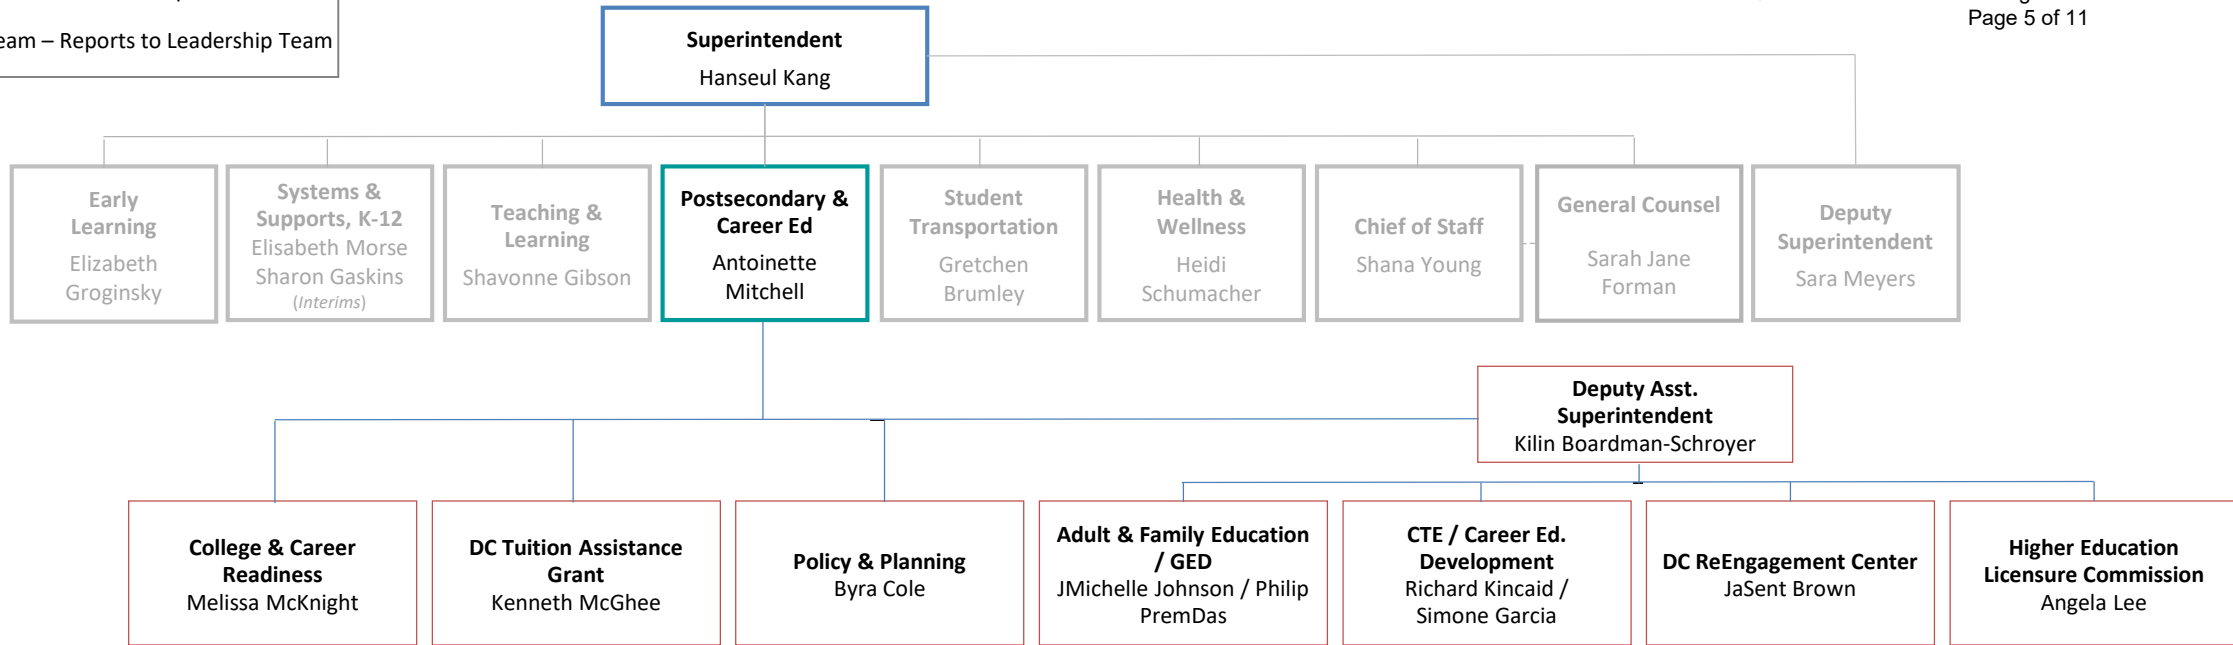 Page 5 of 11
eam – Reports to Leadership Team
Superintendent
Hanseul Kang
Early
Learning
Elizabeth
Groginsky
Systems &
Supports, K-12
Elisabeth Morse
Sharon Gaskins
(Interims)
Teaching &
Learning
Shavonne Gibson
Postsecondary &
Career Ed
Antoinette
Mitchell
Student
Transportation
Gretchen
Brumley
Health &
Wellness
Heidi
Schumacher
Chief of Staff
Shana Young
General Counsel
Sarah Jane
Forman
Deputy
Superintendent
Sara Meyers
Deputy Asst.
Superintendent
Kilin Boardman-Schroyer
College & Career
Readiness
Melissa McKnight
DC Tuition Assistance
Grant
Kenneth McGhee
Policy & Planning
Byra Cole
Adult & Family Education
/ GED
JMichelle Johnson / Philip
PremDas
CTE / Career Ed.
Development
Richard Kincaid /
Simone Garcia
DC ReEngagement Center
JaSent Brown
Higher Education
Licensure Commission
Angela Lee